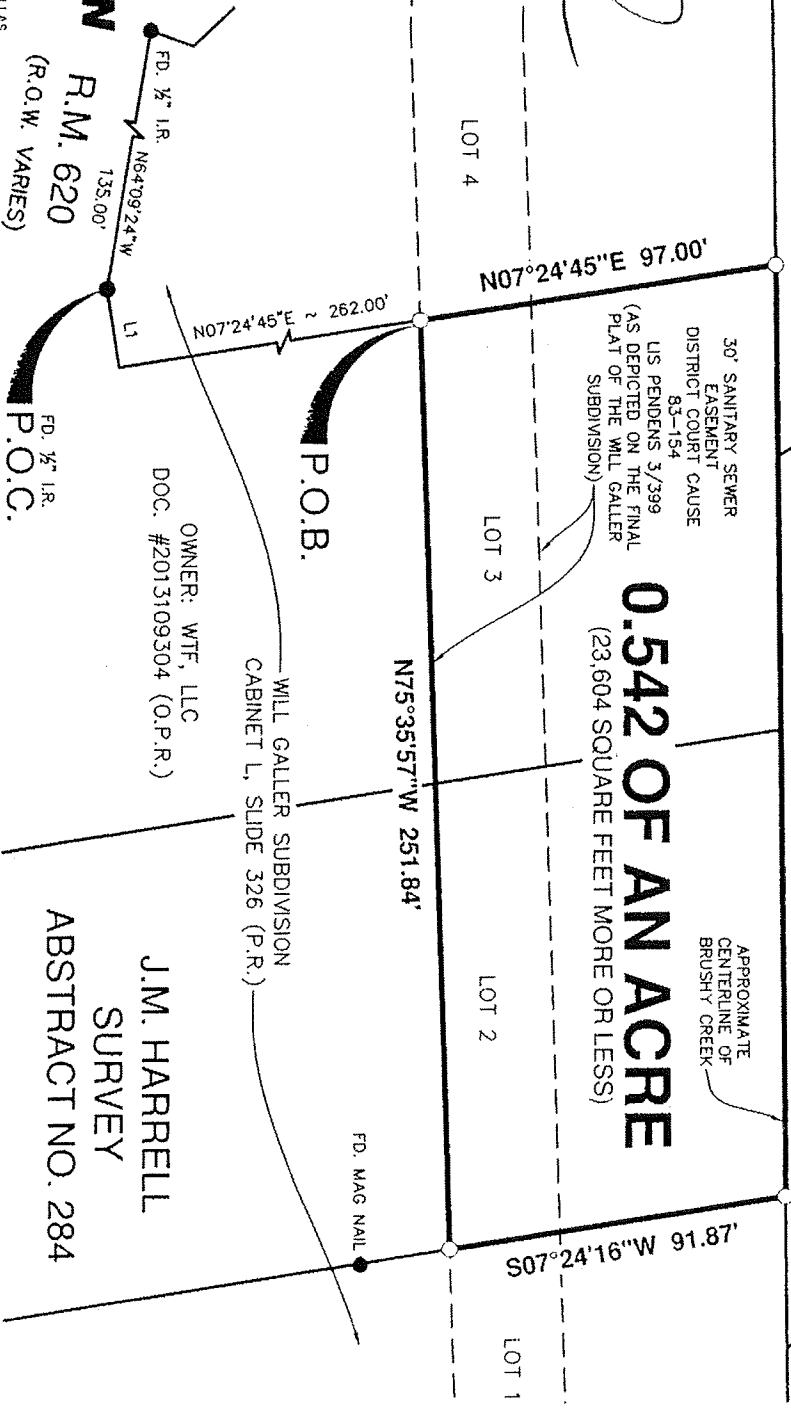 LOT 4
N07°24'45"E 97.00'
30' SANITARY SEWER
EASEMENT
DISTRICT COURT CAUSE
83-154
LIS PENDENS 3/399
(AS DEPICTED ON THE FINAL
PLAT OF THE WILL GALLER
SUBDIVISION)
0.542 OF AN ACRE
(23,604 SQUARE FEET MORE OR LESS)
APPROXIMATE
CENTERLINE OF
BRUSHY CREEK
LOT 3
LOT 2
LOT 1
S07°24'16"W 91.87'
N75°35'57"W 251.84'
P.O.B.
N07°24'45"E ~ 262.00'
FD. ½" I.R.
N64°09'24"W
135.00'
R.M. 620
(R.O.W. VARIES)
L1
FD. ½" I.R.
P.O.C.
WILL GALLER SUBDIVISION
CABINET L, SLIDE 326 (P.R.)
OWNER: WTF, LLC
DOC. #2013109304 (O.P.R.)
FD. MAG NAIL
J.M. HARRELL
SURVEY
ABSTRACT NO. 284